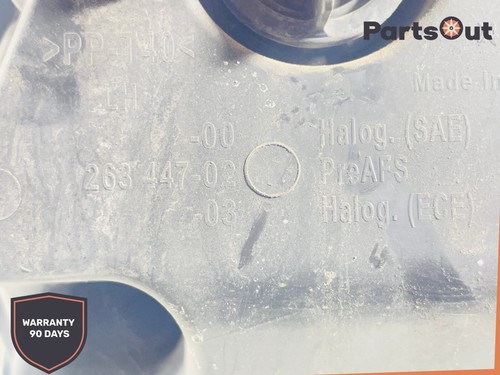 PartsOut
>PP-T40<
Made in
LH
-00 Halog. (SAE)
263 447-02 PreAFS
-03 Halog. (ECE)
WARRANTY
90 DAYS